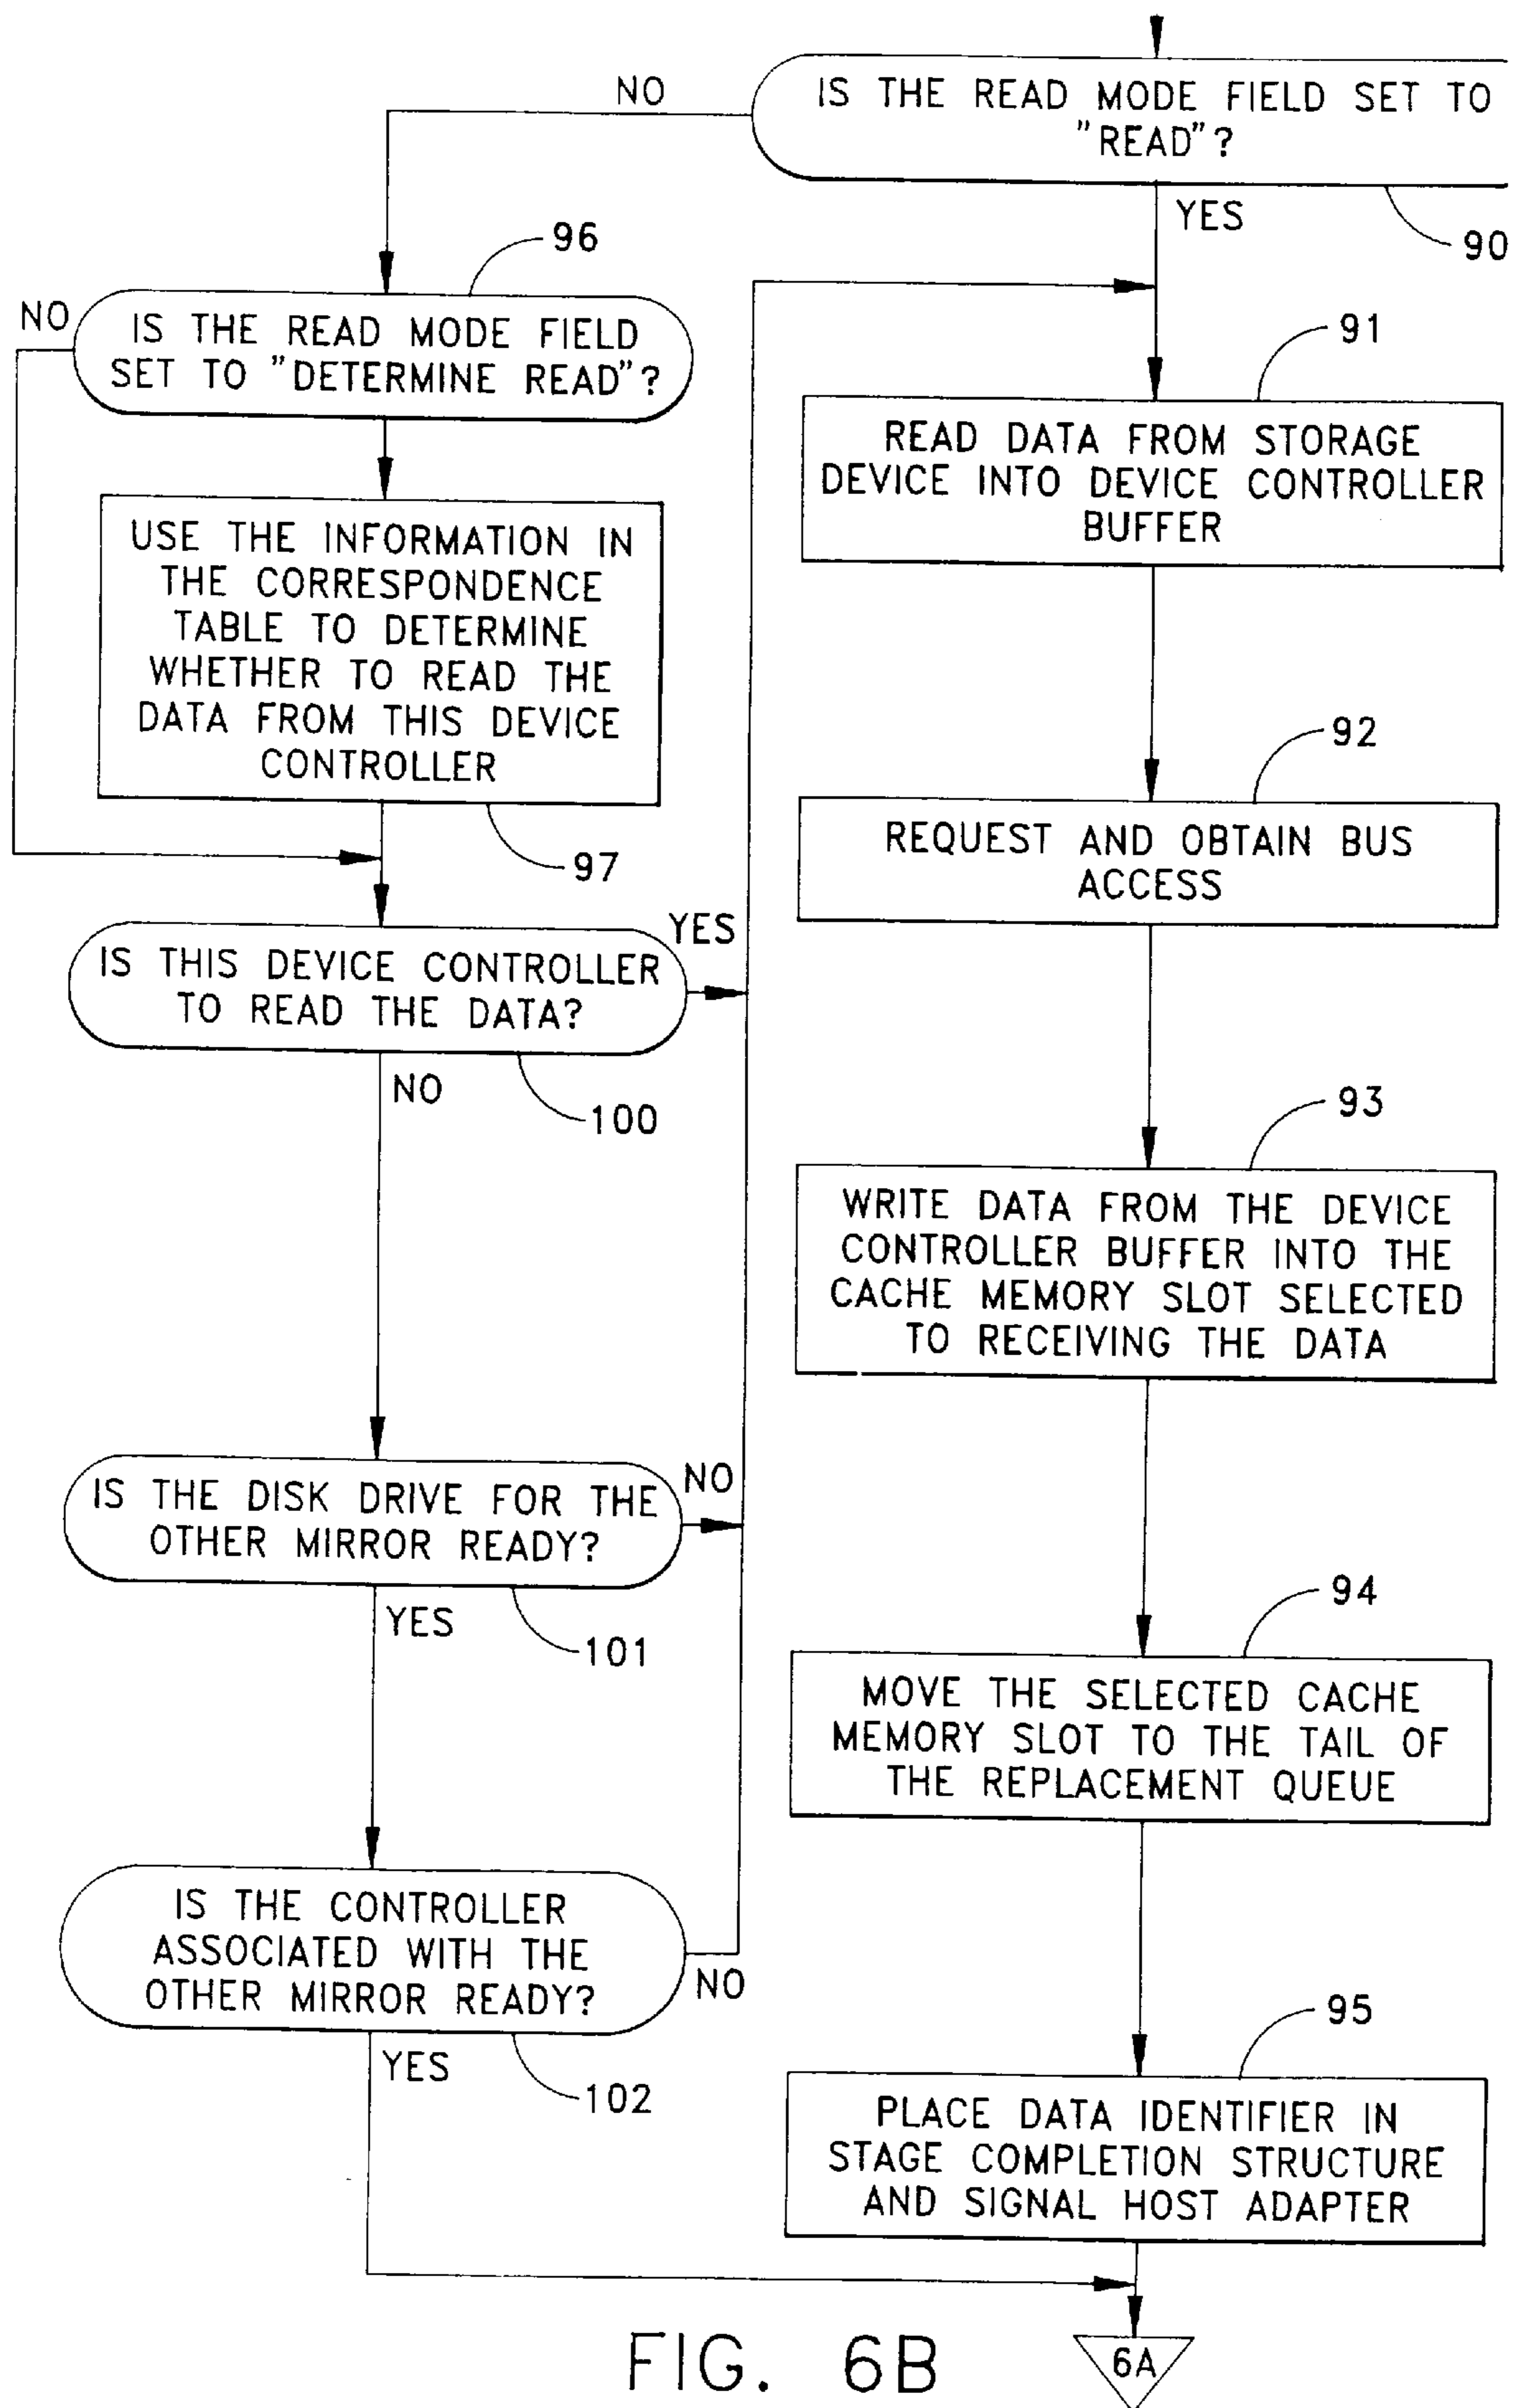 IS THE READ MODE FIELD SET TO
"READ"?
NO
YES
90
96
NO
IS THE READ MODE FIELD
SET TO "DETERMINE READ"?
91
READ DATA FROM STORAGE
DEVICE INTO DEVICE CONTROLLER
BUFFER
USE THE INFORMATION IN
THE CORRESPONDENCE
TABLE TO DETERMINE
WHETHER TO READ THE
DATA FROM THIS DEVICE
CONTROLLER
97
92
REQUEST AND OBTAIN BUS
ACCESS
IS THIS DEVICE CONTROLLER
TO READ THE DATA?
YES
NO
100
93
WRITE DATA FROM THE DEVICE
CONTROLLER BUFFER INTO THE
CACHE MEMORY SLOT SELECTED
TO RECEIVING THE DATA
IS THE DISK DRIVE FOR THE
OTHER MIRROR READY?
NO
YES
101
94
MOVE THE SELECTED CACHE
MEMORY SLOT TO THE TAIL OF
THE REPLACEMENT QUEUE
IS THE CONTROLLER
ASSOCIATED WITH THE
OTHER MIRROR READY?
NO
YES
102
95
PLACE DATA IDENTIFIER IN
STAGE COMPLETION STRUCTURE
AND SIGNAL HOST ADAPTER
6A
FIG. 6B